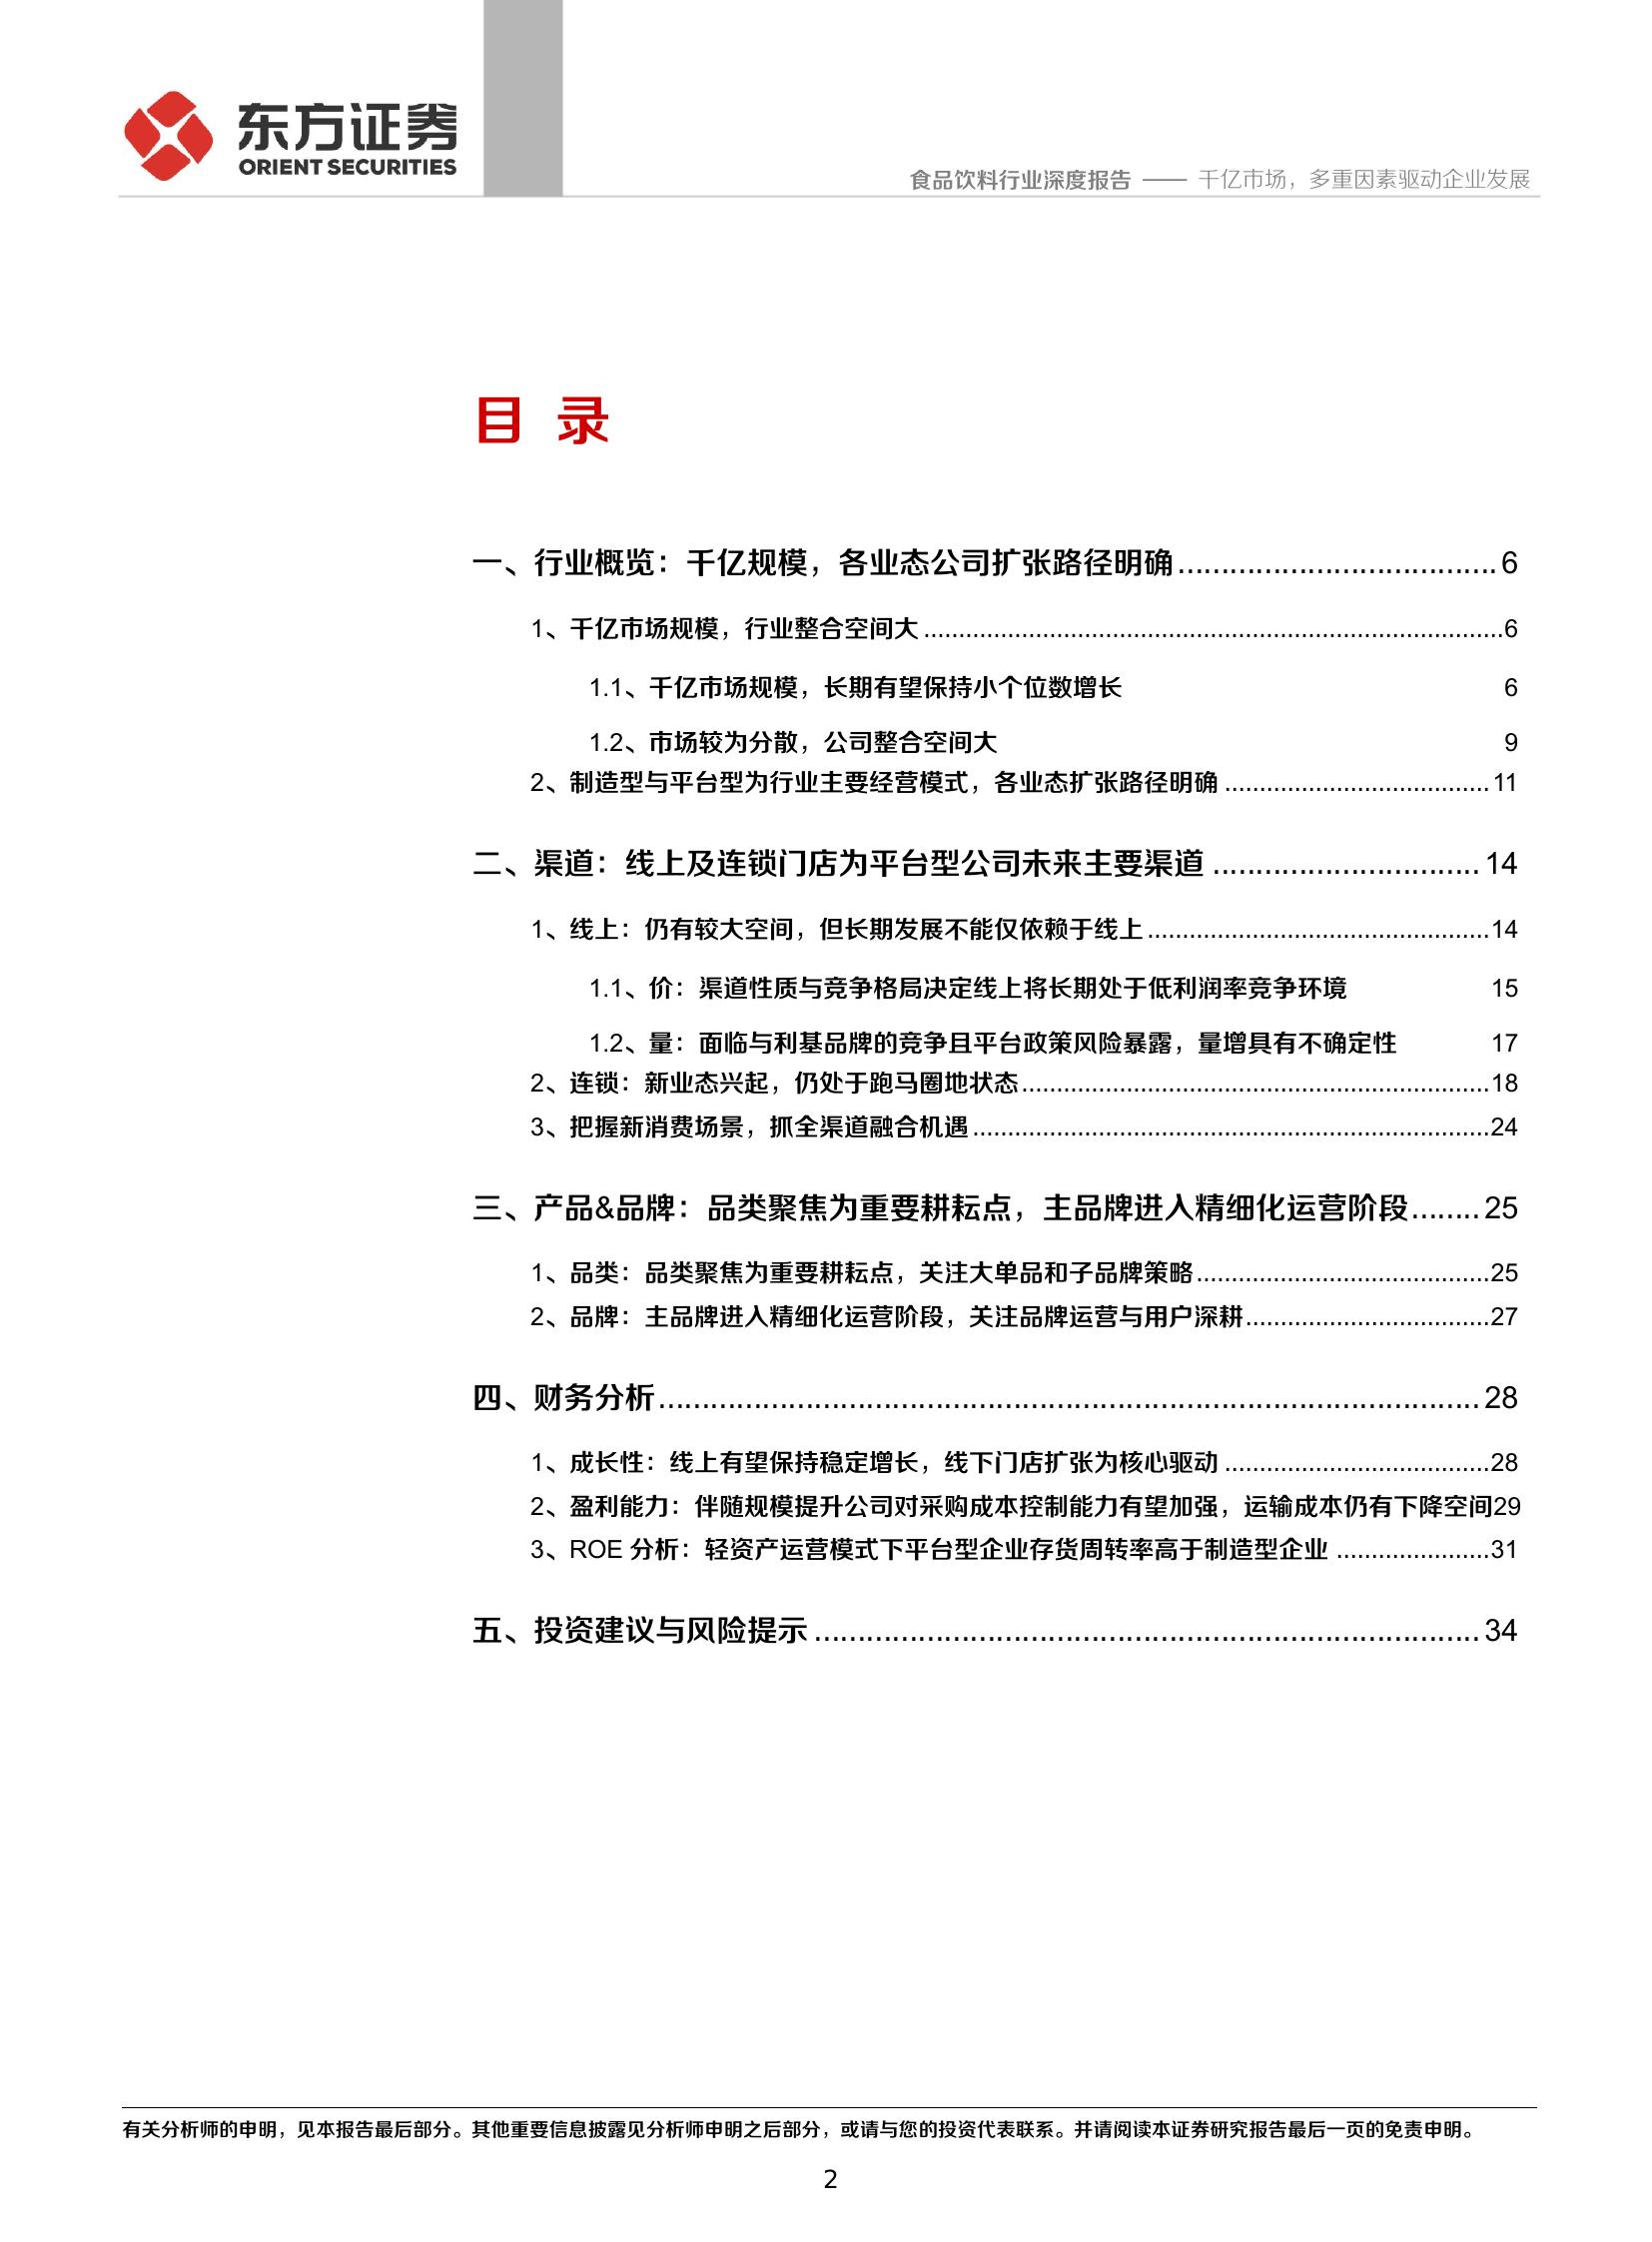 东方证券
ORIENT SECURITIES
食品饮料行业深度报告 —— 千亿市场，多重因素驱动企业发展
目 录
一、行业概览：千亿规模，各业态公司扩张路径明确....................................6
1、千亿市场规模，行业整合空间大....................................6
1.1、千亿市场规模，长期有望保持小个位数增长 6
1.2、市场较为分散，公司整合空间大 9
2、制造型与平台型为行业主要经营模式，各业态扩张路径明确....................................11
二、渠道：线上及连锁门店为平台型公司未来主要渠道..............................14
1、线上：仍有较大空间，但长期发展不能仅依赖于线上....................................14
1.1、价：渠道性质与竞争格局决定线上将长期处于低利润率竞争环境 15
1.2、量：面临与利基品牌的竞争且平台政策风险暴露，量增具有不确定性 17
2、连锁：新业态兴起，仍处于跑马圈地状态....................................18
3、把握新消费场景，抓全渠道融合机遇....................................24
三、产品&品牌：品类聚焦为重要耕耘点，主品牌进入精细化运营阶段........25
1、品类：品类聚焦为重要耕耘点，关注大单品和子品牌策略....................................25
2、品牌：主品牌进入精细化运营阶段，关注品牌运营与用户深耕..............................27
四、财务分析....................................28
1、成长性：线上有望保持稳定增长，线下门店扩张为核心驱动....................................28
2、盈利能力：伴随规模提升公司对采购成本控制能力有望加强，运输成本仍有下降空间29
3、ROE 分析：轻资产运营模式下平台型企业存货周转率高于制造型企业......................31
五、投资建议与风险提示....................................34
有关分析师的申明，见本报告最后部分。其他重要信息披露见分析师申明之后部分，或请与您的投资代表联系。并请阅读本证券研究报告最后一页的免责申明。
2